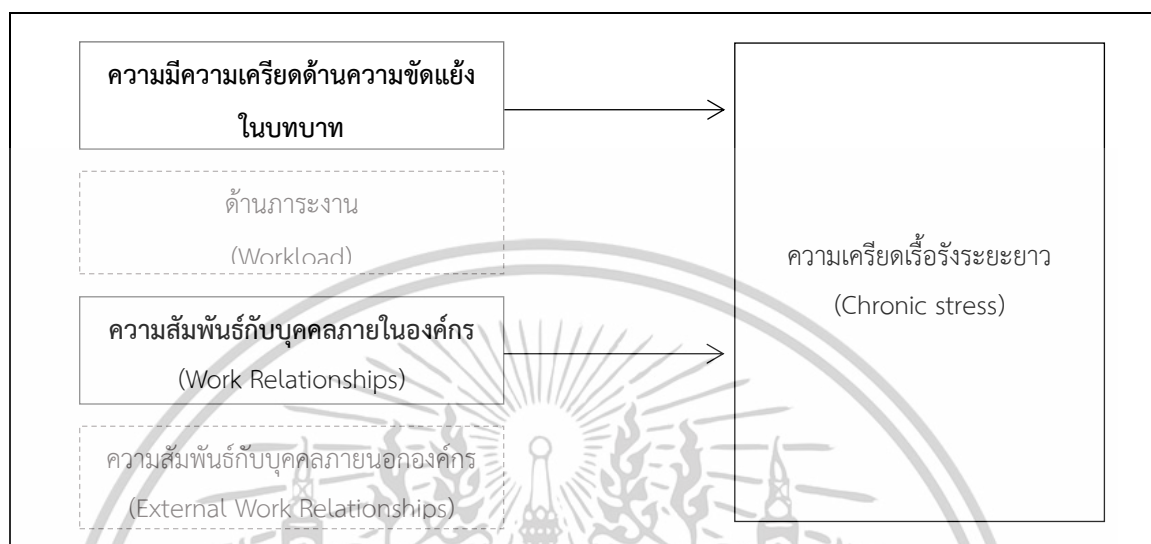 ความมีความเครียดด้านความขัดแย้ง
ในบทบาท
ด้านภาระงาน
(Workload)
ความสัมพันธ์กับบุคคลภายในองค์กร
(Work Relationships)
ความสัมพันธ์กับบุคคลภายนอกองค์กร
(External Work Relationships)
ความเครียดเรื้อรังระยะยาว
(Chronic stress)